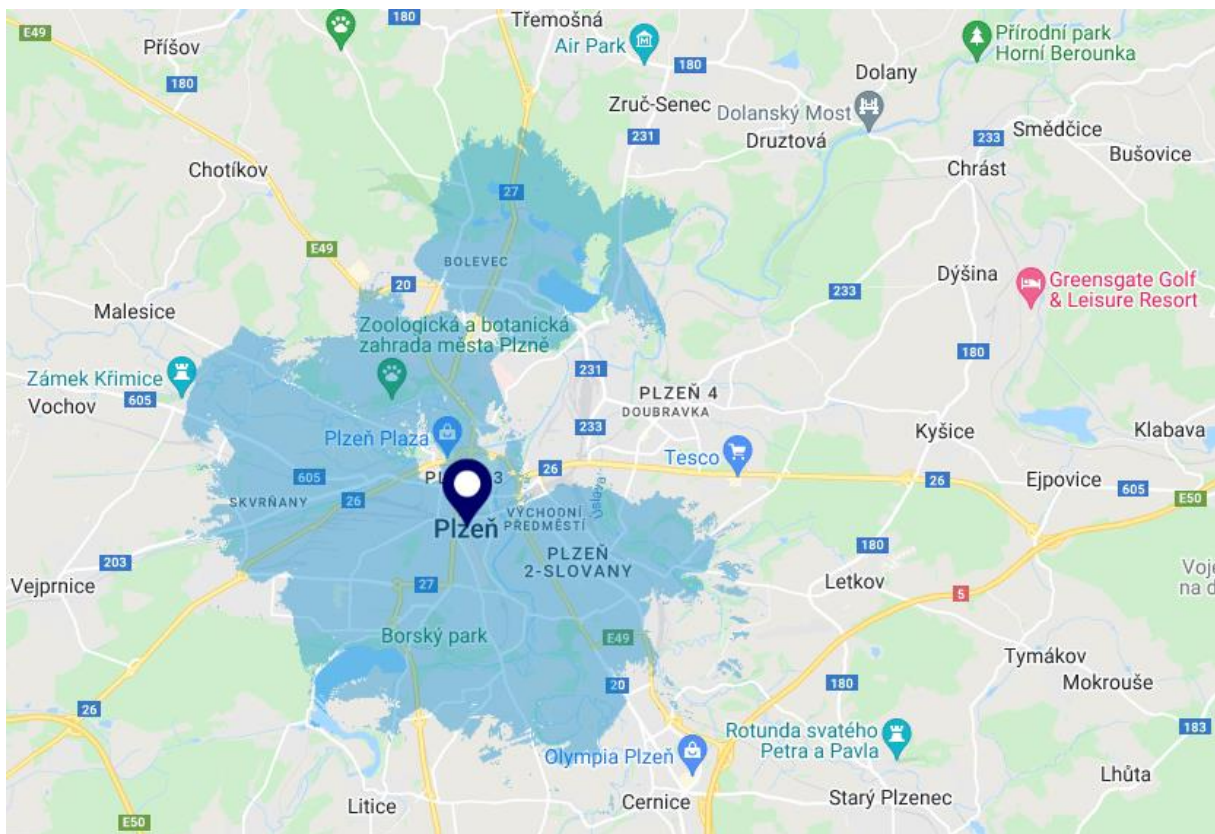 E49
180
Třemošná
Příšov
Air Park
180
Přírodní park
Horní Berounka
Dolany
180
Zruč-Senec
Dolanský Most
Druztová
231
233
Smědčice
Bušovice
Chotíkov
Chrást
27
E49
BOLEVEC
20
Dýšina
Greensgate Golf
& Leisure Resort
233
Malesice
Zoologická a botanická
zahrada města Plzně
180
231
Zámek Křimice
Vochov
605
PLZEŇ 4
DOUBRAVKA
233
Kyšice
Klabava
Plzeň Plaza
Tesco
26
26
Ejpovice
605
E50
605
26
SKVRŇANY
3
Plzeň
VÝCHODNÍ
PŘEDMĚSTÍ
Úslava
PLZEŇ
2-SLOVANY
180
203
Vejprnice
27
Letkov
5
Borský park
E49
Tymákov
Mokrouše
20
180
26
183
Rotunda svatého
Petra a Pavla
Olympia Plzeň
Lhůta
Litice
Cernice
Starý Plzenec
E50